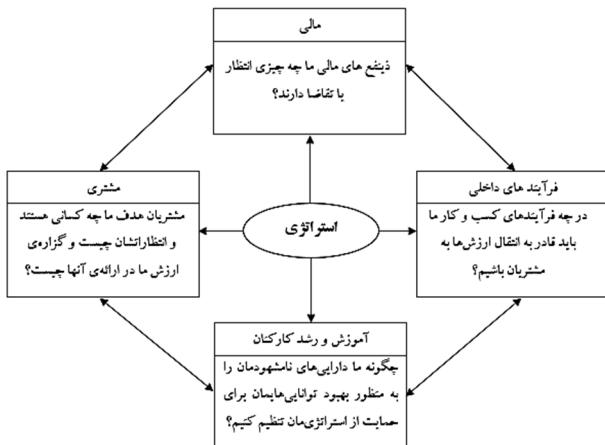 مالی
ذینفع های مالی ما چه چیزی انتظار
یا تقاضا دارند؟
مشتری
مشتریان هدف ما چه کسانی هستند
و انتظاراتشان چیست و گزاره‌ی
ارزش ما در ارائه‌ی آنها چیست؟
استراتژی
فرآیند های داخلی
در چه فرآیندهای کسب و کار ما
باید قادر به انتقال ارزش‌ها به
مشتریان باشیم؟
آموزش و رشد کارکنان
چگونه ما دارایی‌های نامشهودمان را
به منظور بهبود توانایی‌هایمان برای
حمایت از استراتژی‌مان تنظیم کنیم؟